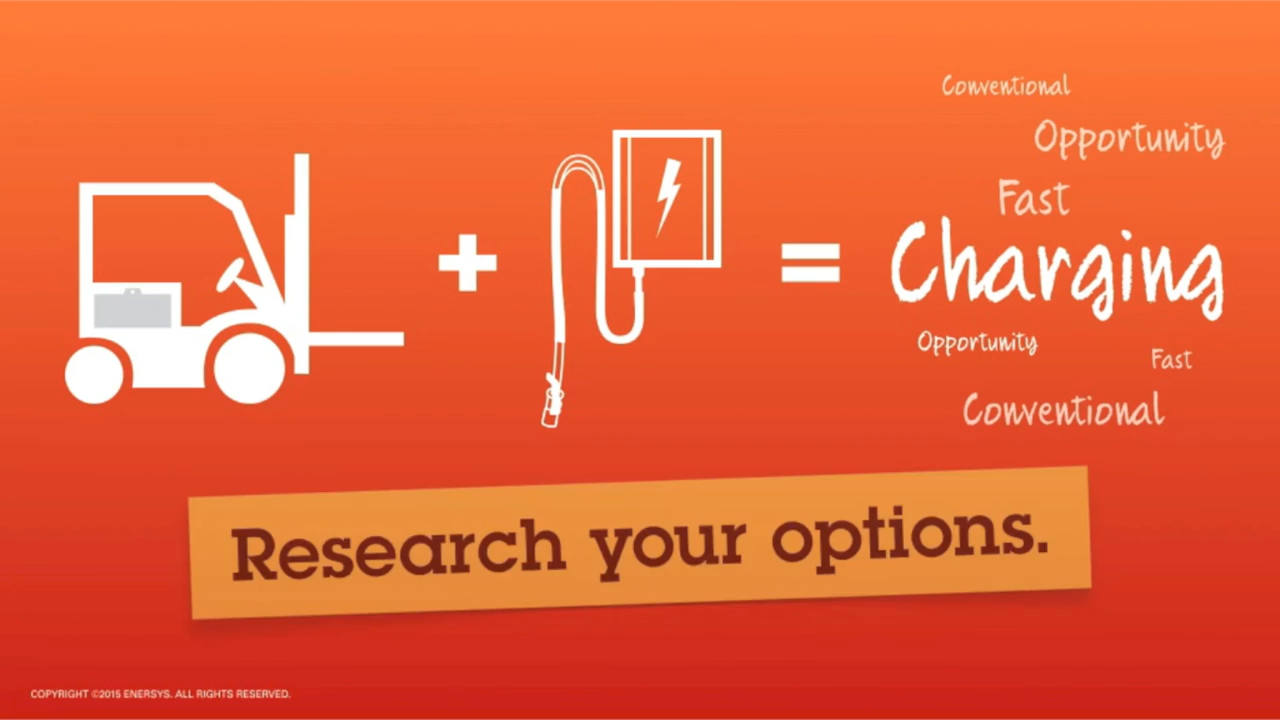 Conventional
Opportunity
Fast
Charging
Opportunity
Fast
Conventional
Research your options.
COPYRIGHT ©2015 ENERSYS. ALL RIGHTS RESERVED.